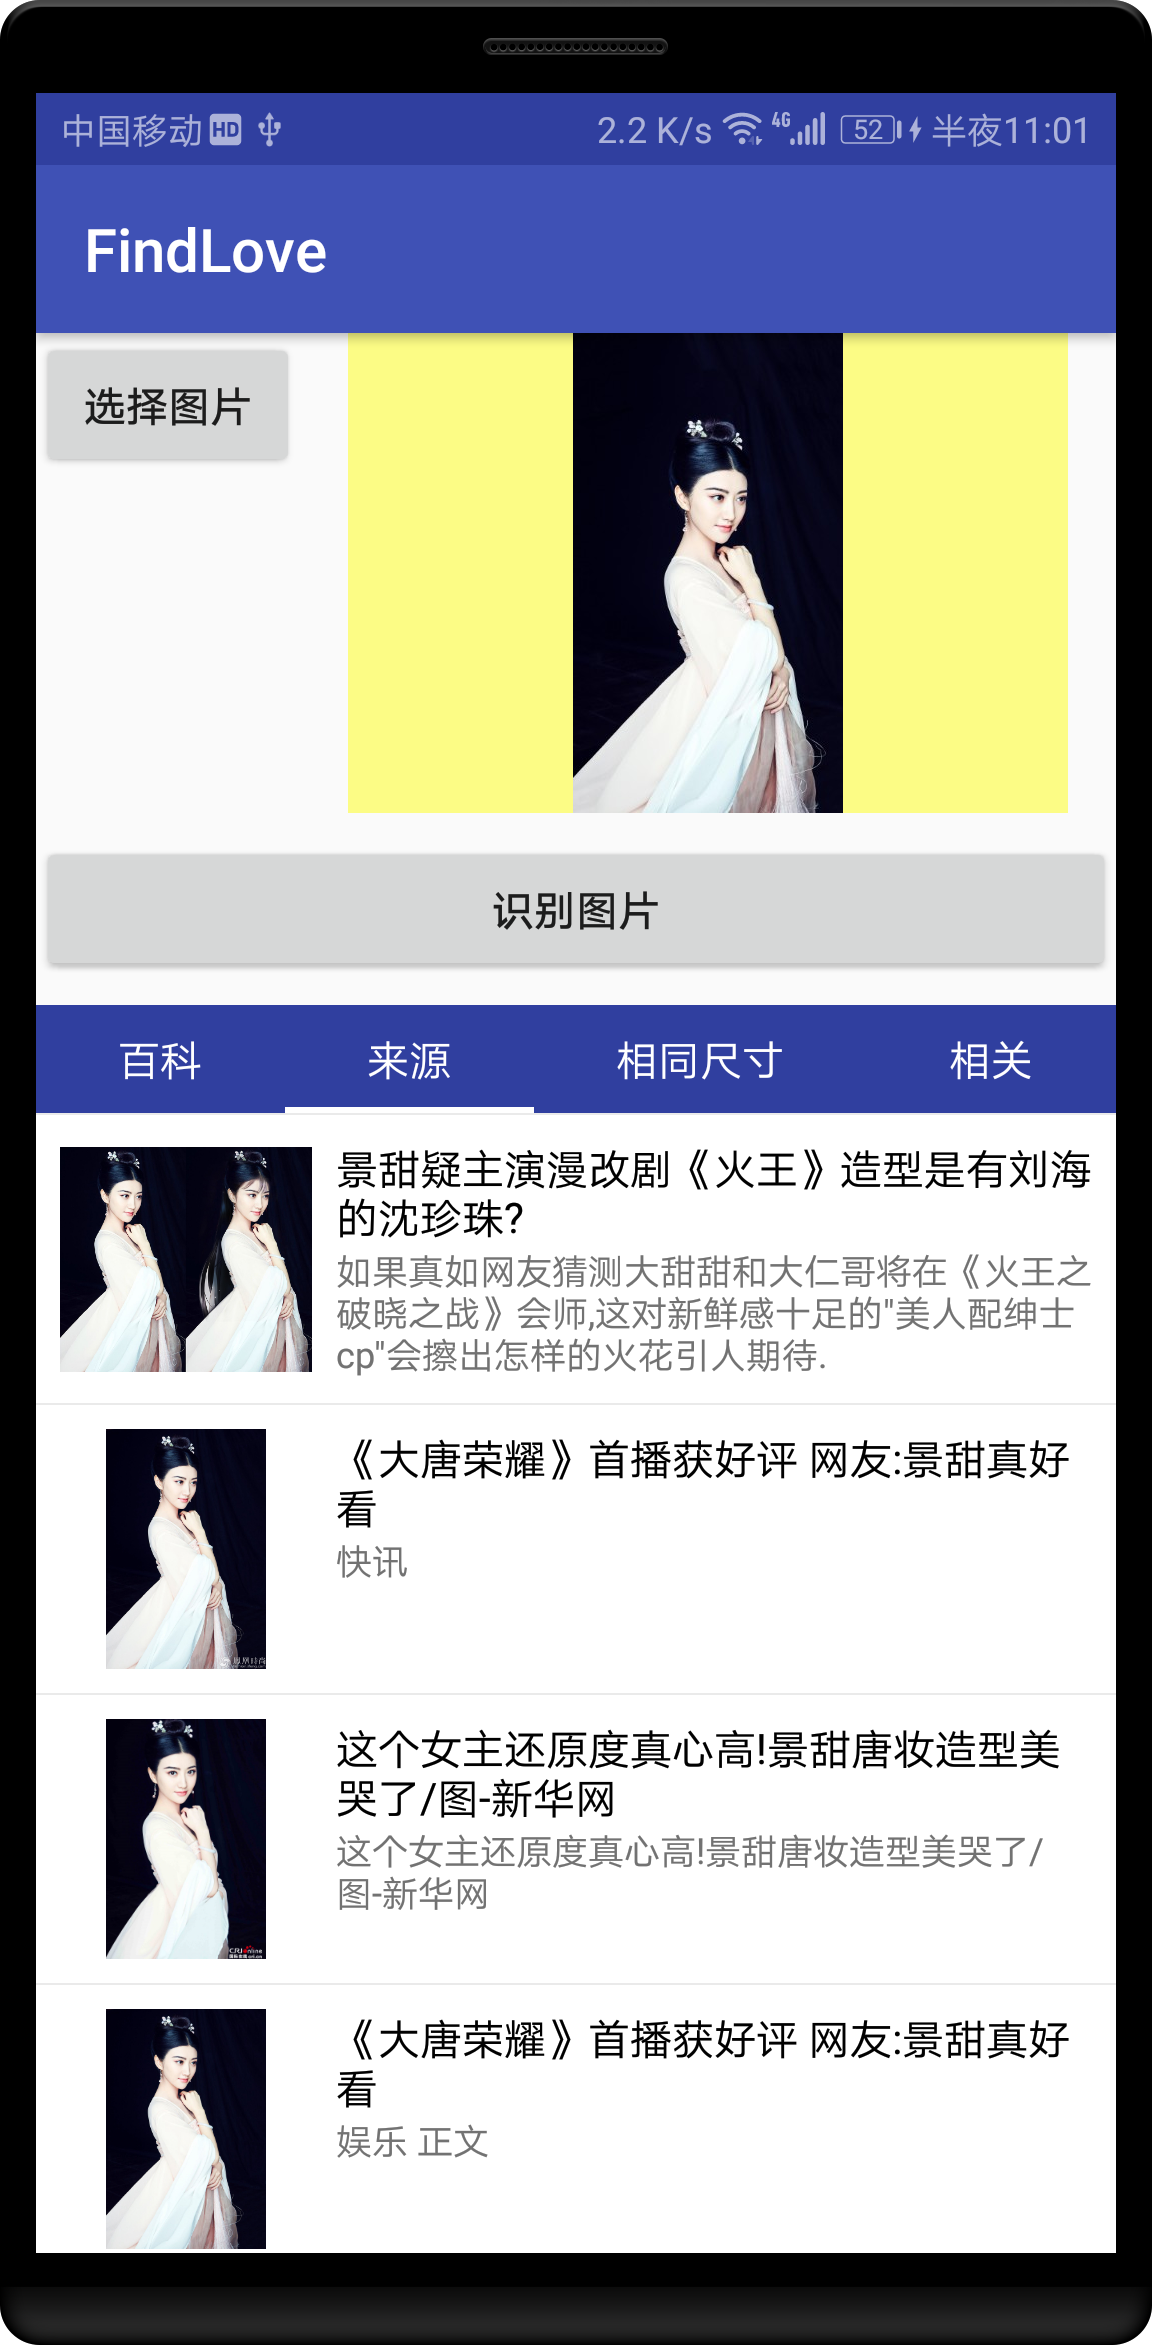 中国移动 HD 2.2 K/s 4G 52 半夜11:01
FindLove
选择图片
识别图片
百科 来源 相同尺寸 相关
景甜疑主演漫改剧《火王》造型是有刘海
的沈珍珠?
如果真如网友猜测大甜甜和大仁哥将在《火王之
破晓之战》会师,这对新鲜感十足的"美人配绅士
cp"会擦出怎样的火花引人期待.
《大唐荣耀》首播获好评 网友:景甜真好
看
快讯
凤凰时尚
这个女主还原度真心高!景甜唐妆造型美
哭了/图-新华网
这个女主还原度真心高!景甜唐妆造型美哭了/
图-新华网
CRI Online
《大唐荣耀》首播获好评 网友:景甜真好
看
娱乐 正文